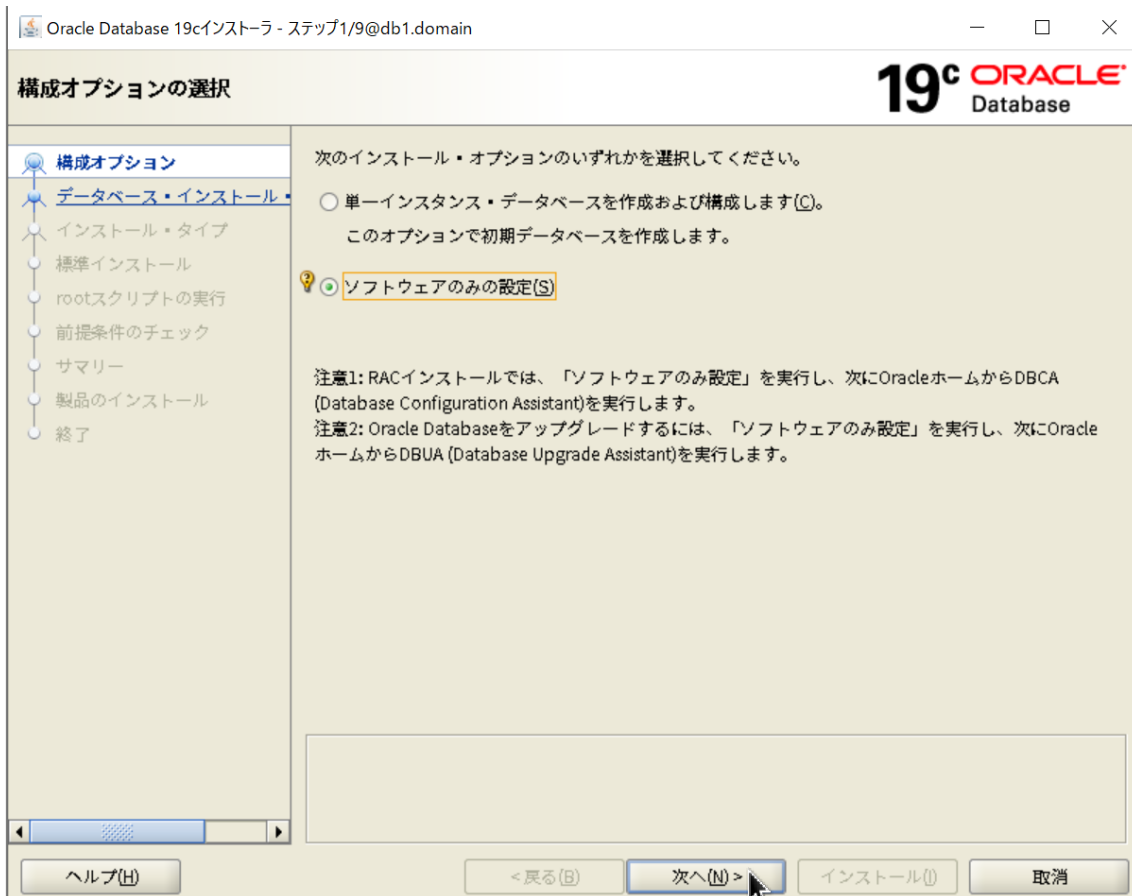 Oracle Database 19cインストーラ - ステップ1/9@db1.domain
構成オプションの選択
19c ORACLE
Database
構成オプション
データベース・インストール・
インストール・タイプ
標準インストール
rootスクリプトの実行
前提条件のチェック
サマリー
製品のインストール
終了
次のインストール・オプションのいずれかを選択してください。
単一インスタンス・データベースを作成および構成します(C)。
このオプションで初期データベースを作成します。
ソフトウェアのみの設定(S)
注意1: RACインストールでは、「ソフトウェアのみ設定」を実行し、次にOracleホームからDBCA
(Database Configuration Assistant)を実行します。
注意2: Oracle Databaseをアップグレードするには、「ソフトウェアのみ設定」を実行し、次にOracle
ホームからDBUA (Database Upgrade Assistant)を実行します。
ヘルプ(H)
<戻る(B)
次へ(N)>
インストール(I)
取消